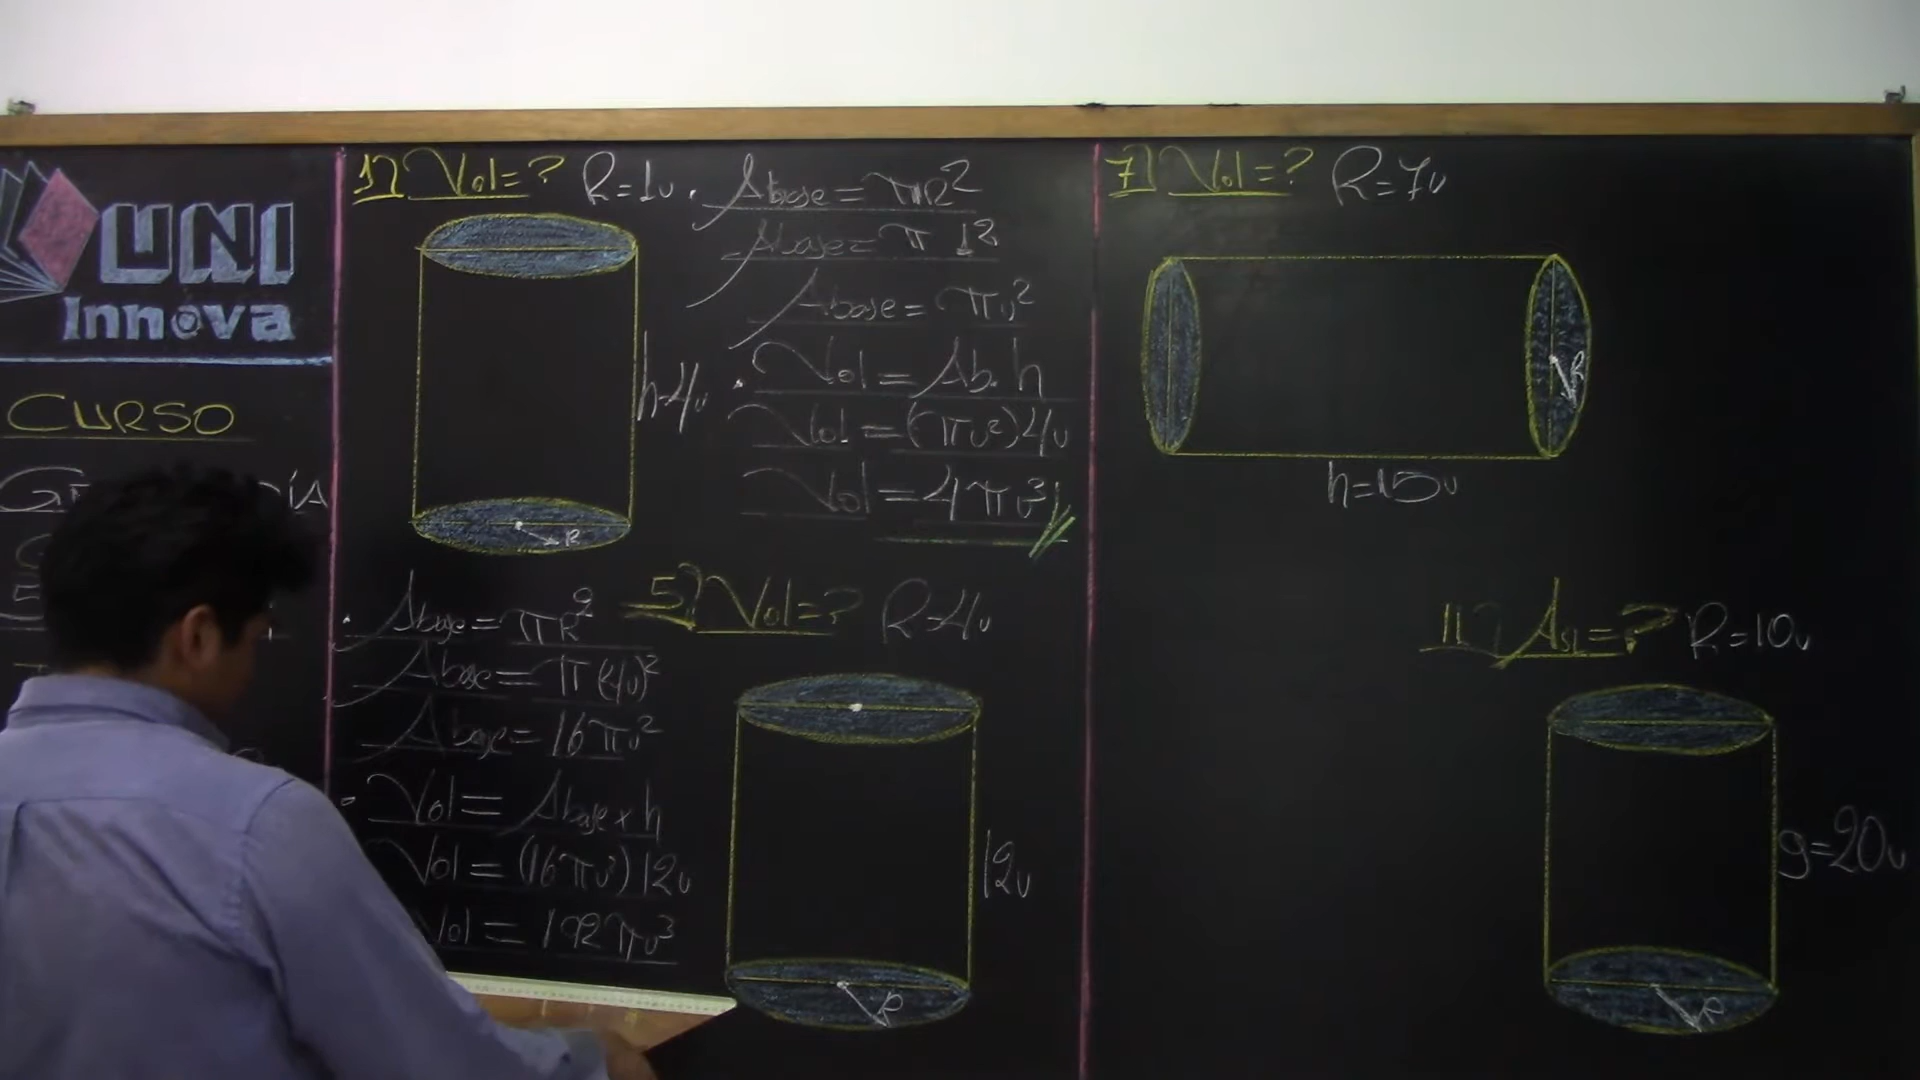 UNI
Innova
CURSO
1) Vol=? R=1u
Abase = πR²
Abase = π 1²
Abase = πu²
Vol = Ab. h
Vol = (πu²)4u
Vol = 4πu³
h=4u
R
5) Vol=? R=4u
Abase = πR²
Abase = π(4u)²
Abase = 16πu²
Vol = Abase x h
Vol = (16πu²)12u
Vol = 192πu³
12u
R
7) Vol=? R=7u
R
h=15u
11) ASL=? R=10u
g=20u
R